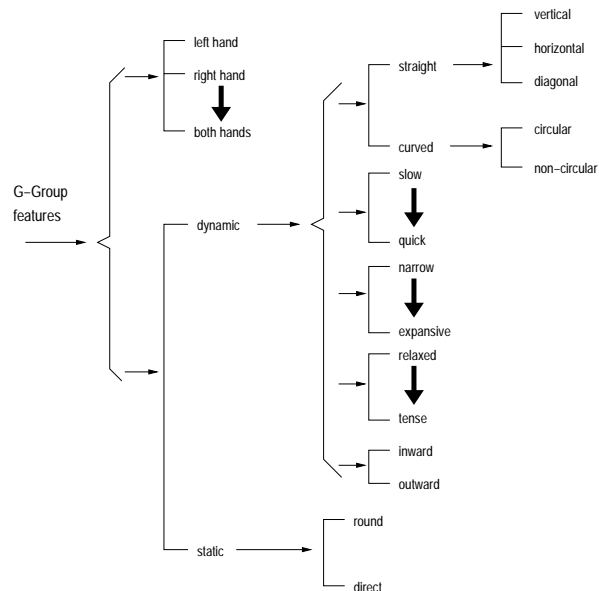 G−Group
features
left hand
right hand
both hands
dynamic
static
straight
curved
slow
quick
narrow
expansive
relaxed
tense
inward
outward
round
direct
vertical
horizontal
diagonal
circular
non−circular